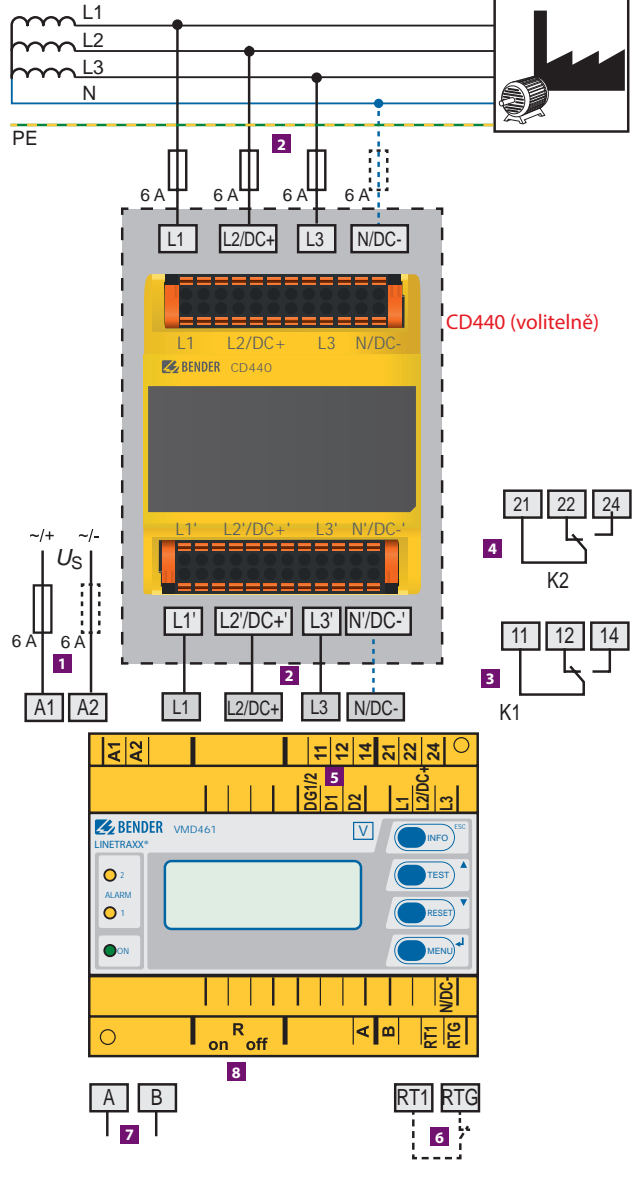 L1
L2
L3
N
PE
2
6 A 6 A 6 A 6 A
L1 L2/DC+ L3 N/DC-
CD440 (volitelně)
L1 L2/DC+ L3 N/DC-
BENDER CD440
L1' L2'/DC+' L3' N'/DC-'
~/+ ~/-
US
6 A 6 A
1
A1 A2
L1' L2'/DC+' L3' N'/DC-'
2
L1 L2/DC+ L3 N/DC-
21 22 24
4
K2
11 12 14
3
K1
A1 A2 11 12 14 21 22 24
5
DG1/2 D1 D2 L1 L2/DC+ L3
BENDER VMD461 V
LINETRAXX®
INFO ESC
2
TEST
ALARM
1
RESET
ON
MENU
N/DC-
R
on off
A B RT1 RTG
8
A B
7
RT1 RTG
6